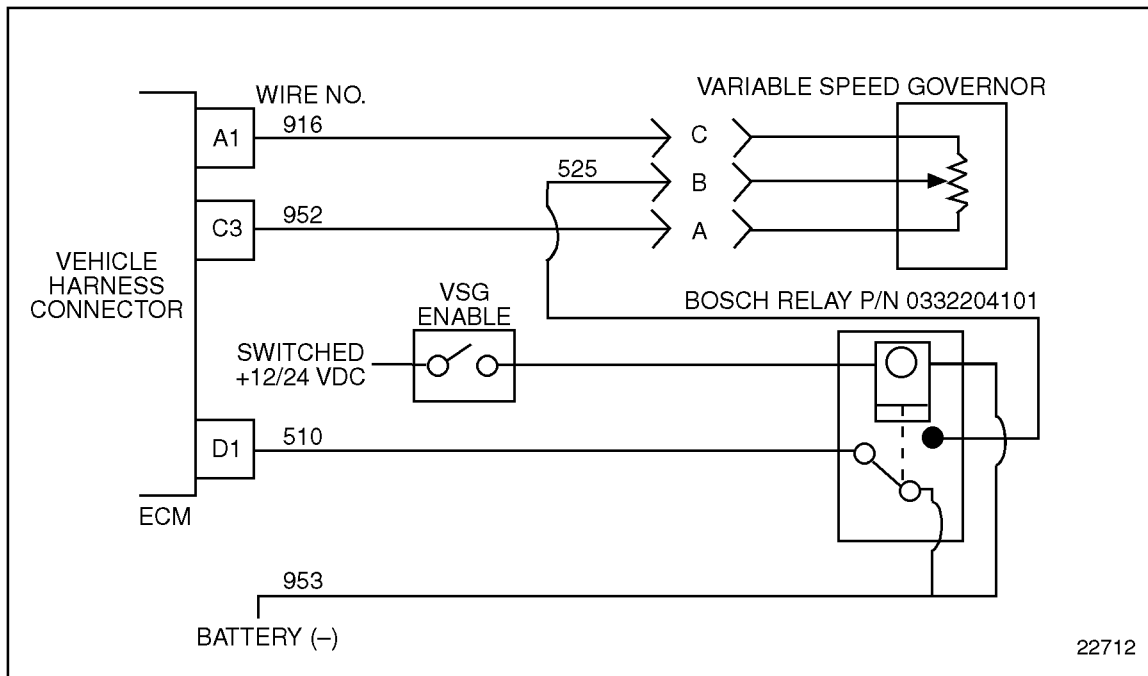 WIRE NO.
VARIABLE SPEED GOVERNOR
A1
916
C
525
B
C3
952
A
VEHICLE
HARNESS
CONNECTOR
VSG
ENABLE
BOSCH RELAY P/N 0332204101
SWITCHED
+12/24 VDC
D1
510
ECM
953
BATTERY (–)
22712